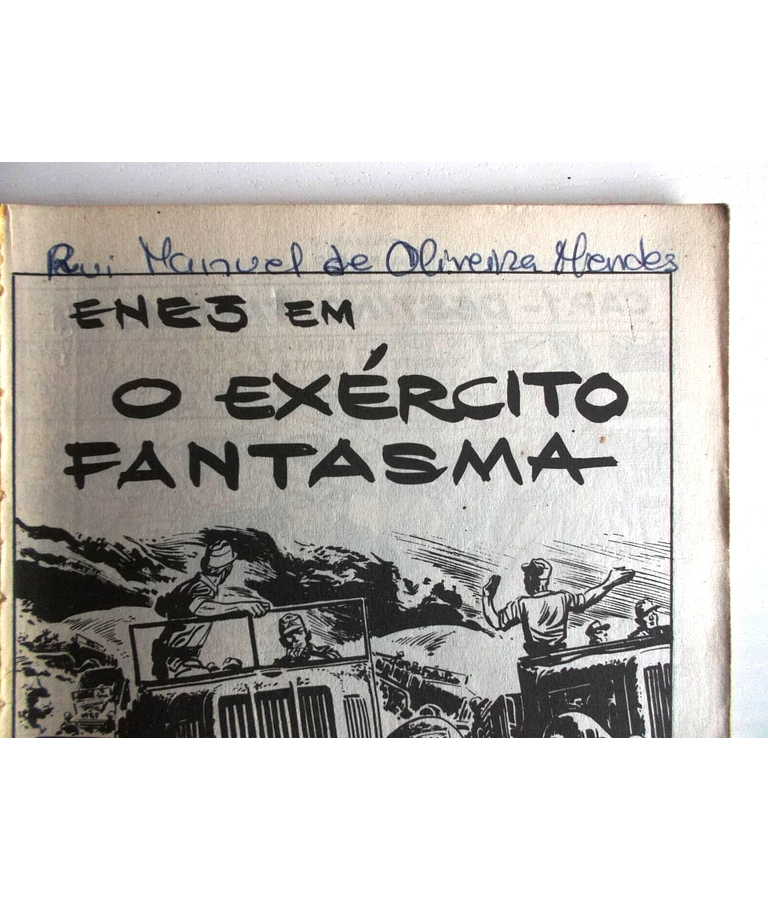 Rui Manuel de Oliveira Mendes
ENE3 EM
O EXÉRCITO
FANTASMA